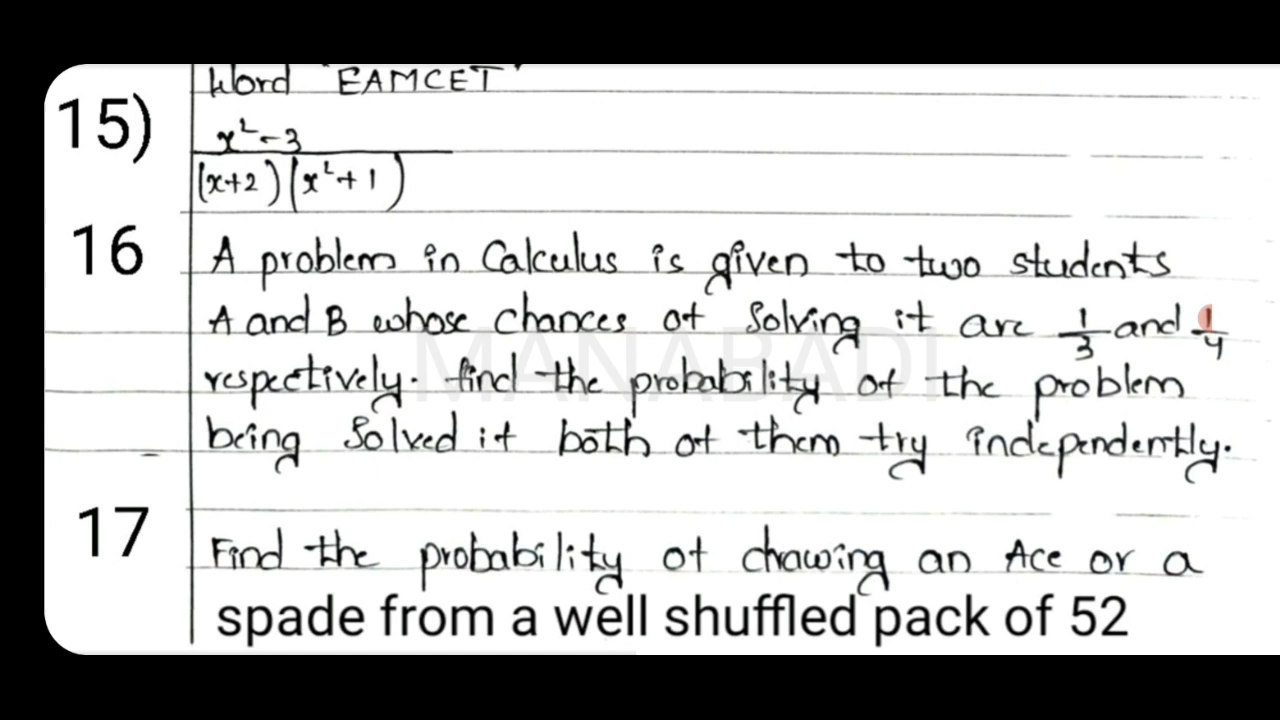 Word "EAMCET"
15)
x²-3
(x+2)(x²+1)
16 A problem in Calculus is given to two students
A and B whose chances of Solving it are 1/3 and 1/4
respectively. find the probability of the problem
being Solved if both of them try independently.
17 Find the probability of drawing an Ace or a
spade from a well shuffled pack of 52
MANABADI